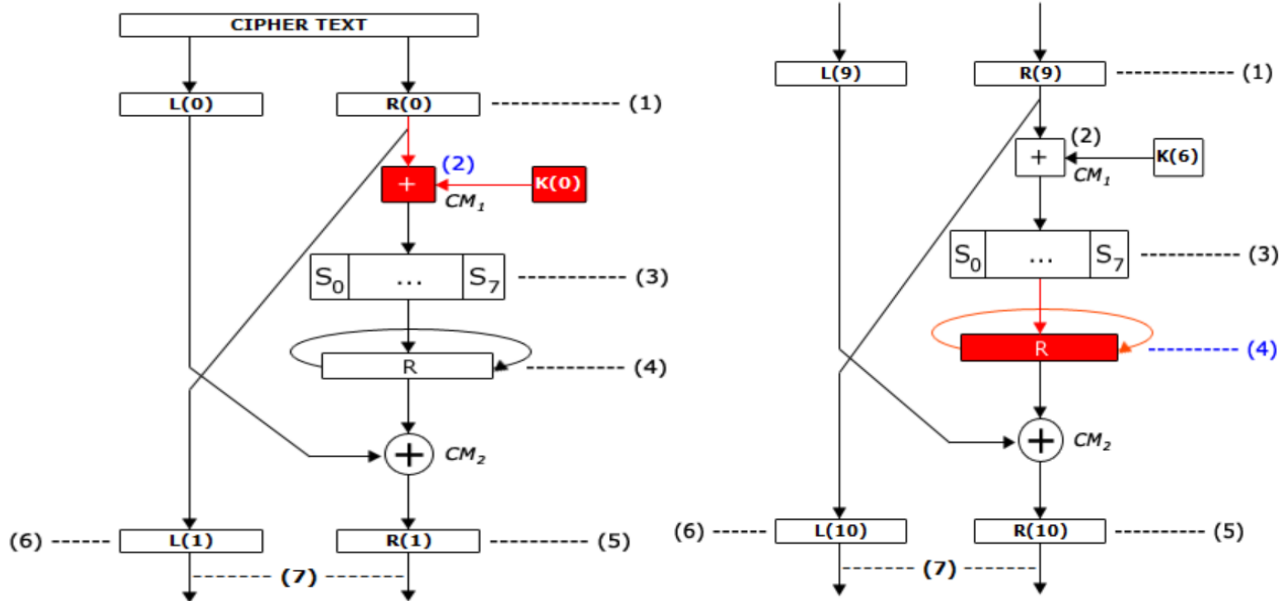 CIPHER TEXT
L(0) R(0) (1)
(2)
+ K(0)
CM1
S0 ... S7 (3)
R (4)
+ CM2
(6) L(1) R(1) (5)
(7)
L(9) R(9) (1)
(2)
+ K(6)
CM1
S0 ... S7 (3)
R (4)
+ CM2
(6) L(10) R(10) (5)
(7)